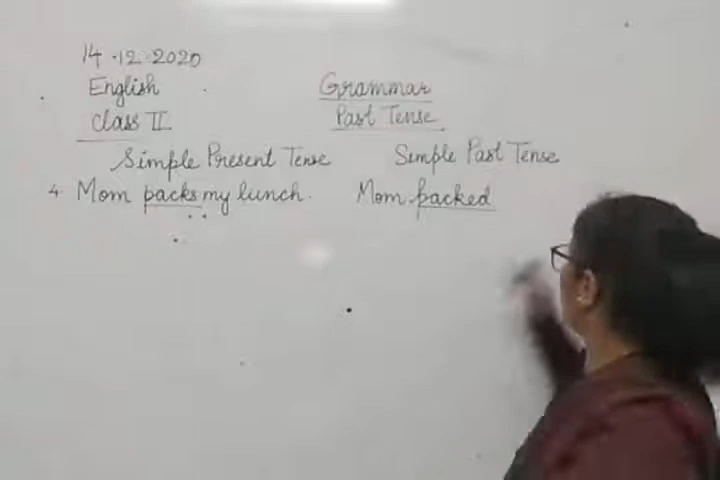 14.12.2020
English Grammar
Class II Past Tense
Simple Present Tense Simple Past Tense
4. Mom packs my lunch. Mom packed